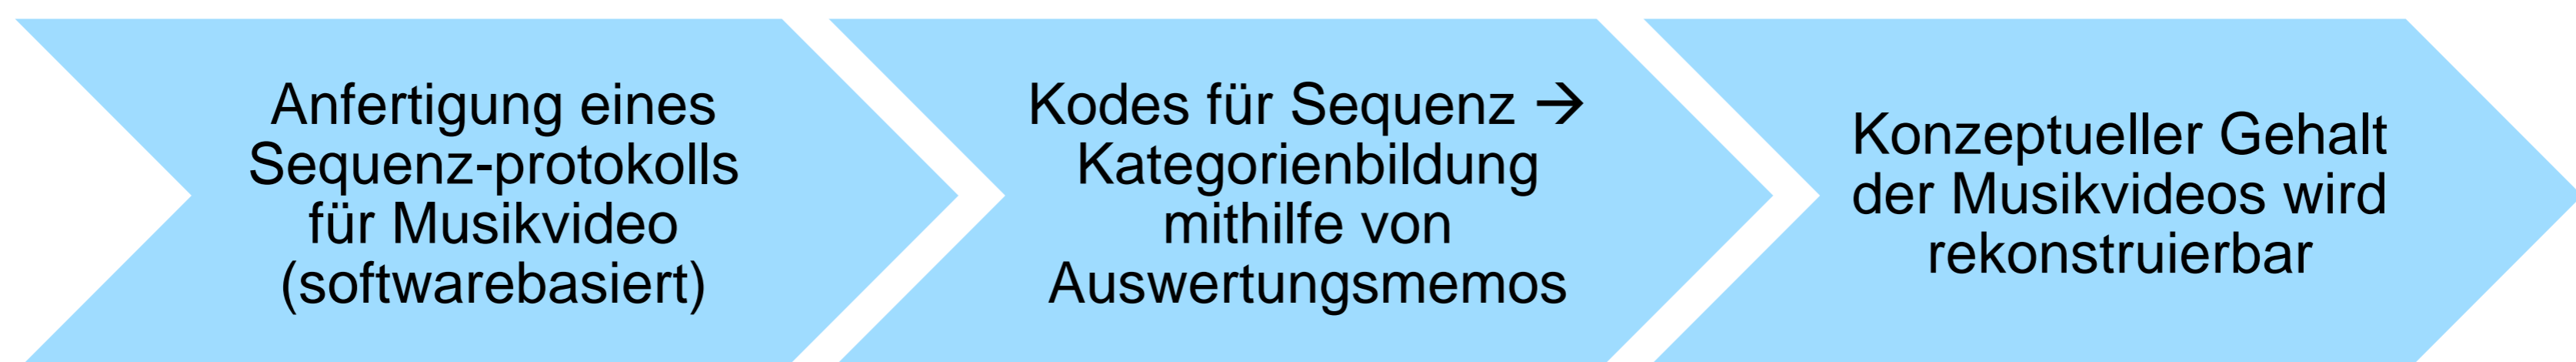 Anfertigung eines
Sequenz-protokolls
für Musikvideo
(softwarebasiert)
Kodes für Sequenz →
Kategorienbildung
mithilfe von
Auswertungsmemos
Konzeptueller Gehalt
der Musikvideos wird
rekonstruierbar